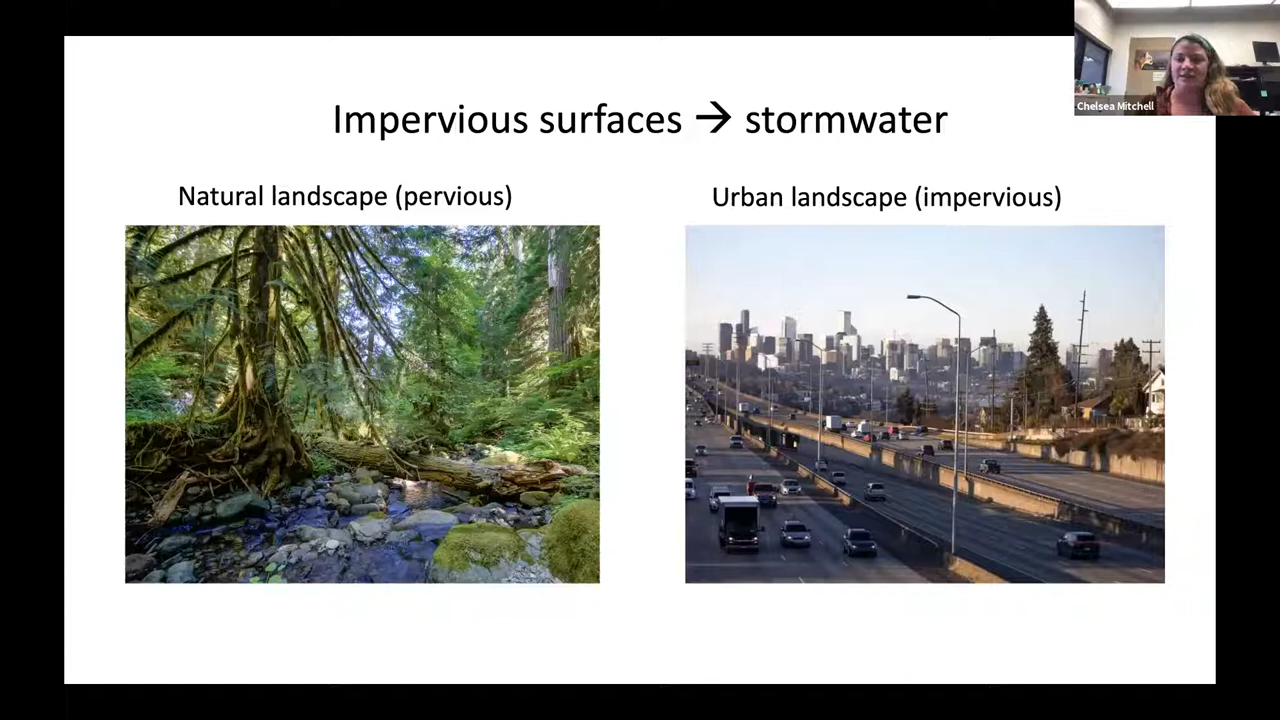 Impervious surfaces → stormwater
Natural landscape (pervious)
Urban landscape (impervious)
Chelsea Mitchell